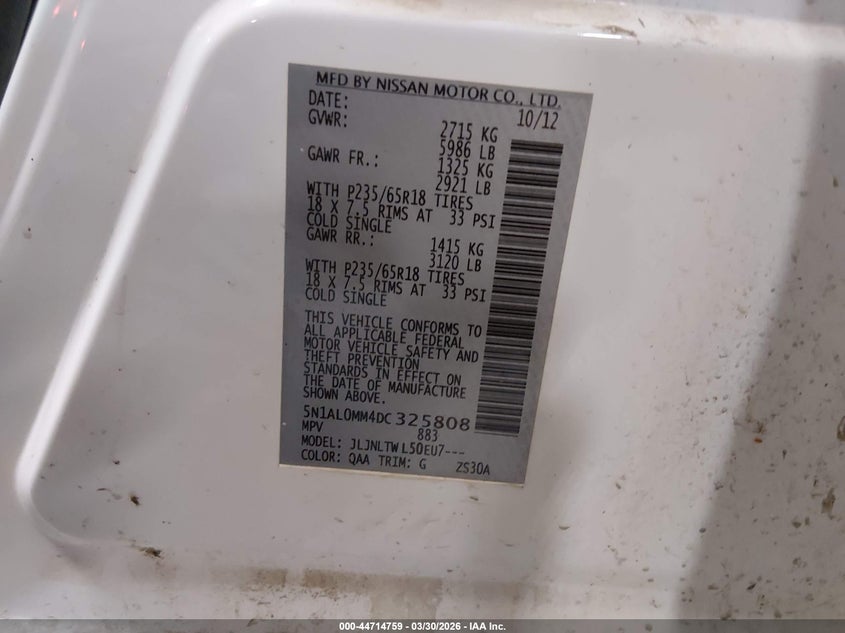 MFD BY NISSAN MOTOR CO., LTD.
DATE: 10/12
GVWR: 2715 KG
5986 LB
GAWR FR.: 1325 KG
2921 LB
WITH P235/65R18 TIRES
18 X 7.5 RIMS AT 33 PSI
COLD SINGLE
GAWR RR.: 1415 KG
3120 LB
WITH P235/65R18 TIRES
18 X 7.5 RIMS AT 33 PSI
COLD SINGLE
THIS VEHICLE CONFORMS TO
ALL APPLICABLE FEDERAL
MOTOR VEHICLE SAFETY AND
THEFT PREVENTION
STANDARDS IN EFFECT ON
THE DATE OF MANUFACTURE
SHOWN ABOVE.
5N1AL0MM4DC325808
MPV 883
MODEL: JLJNLTW L50EU7---
COLOR: QAA TRIM: G ZS30A
000-44714759 - 03/30/2026 - IAA Inc.